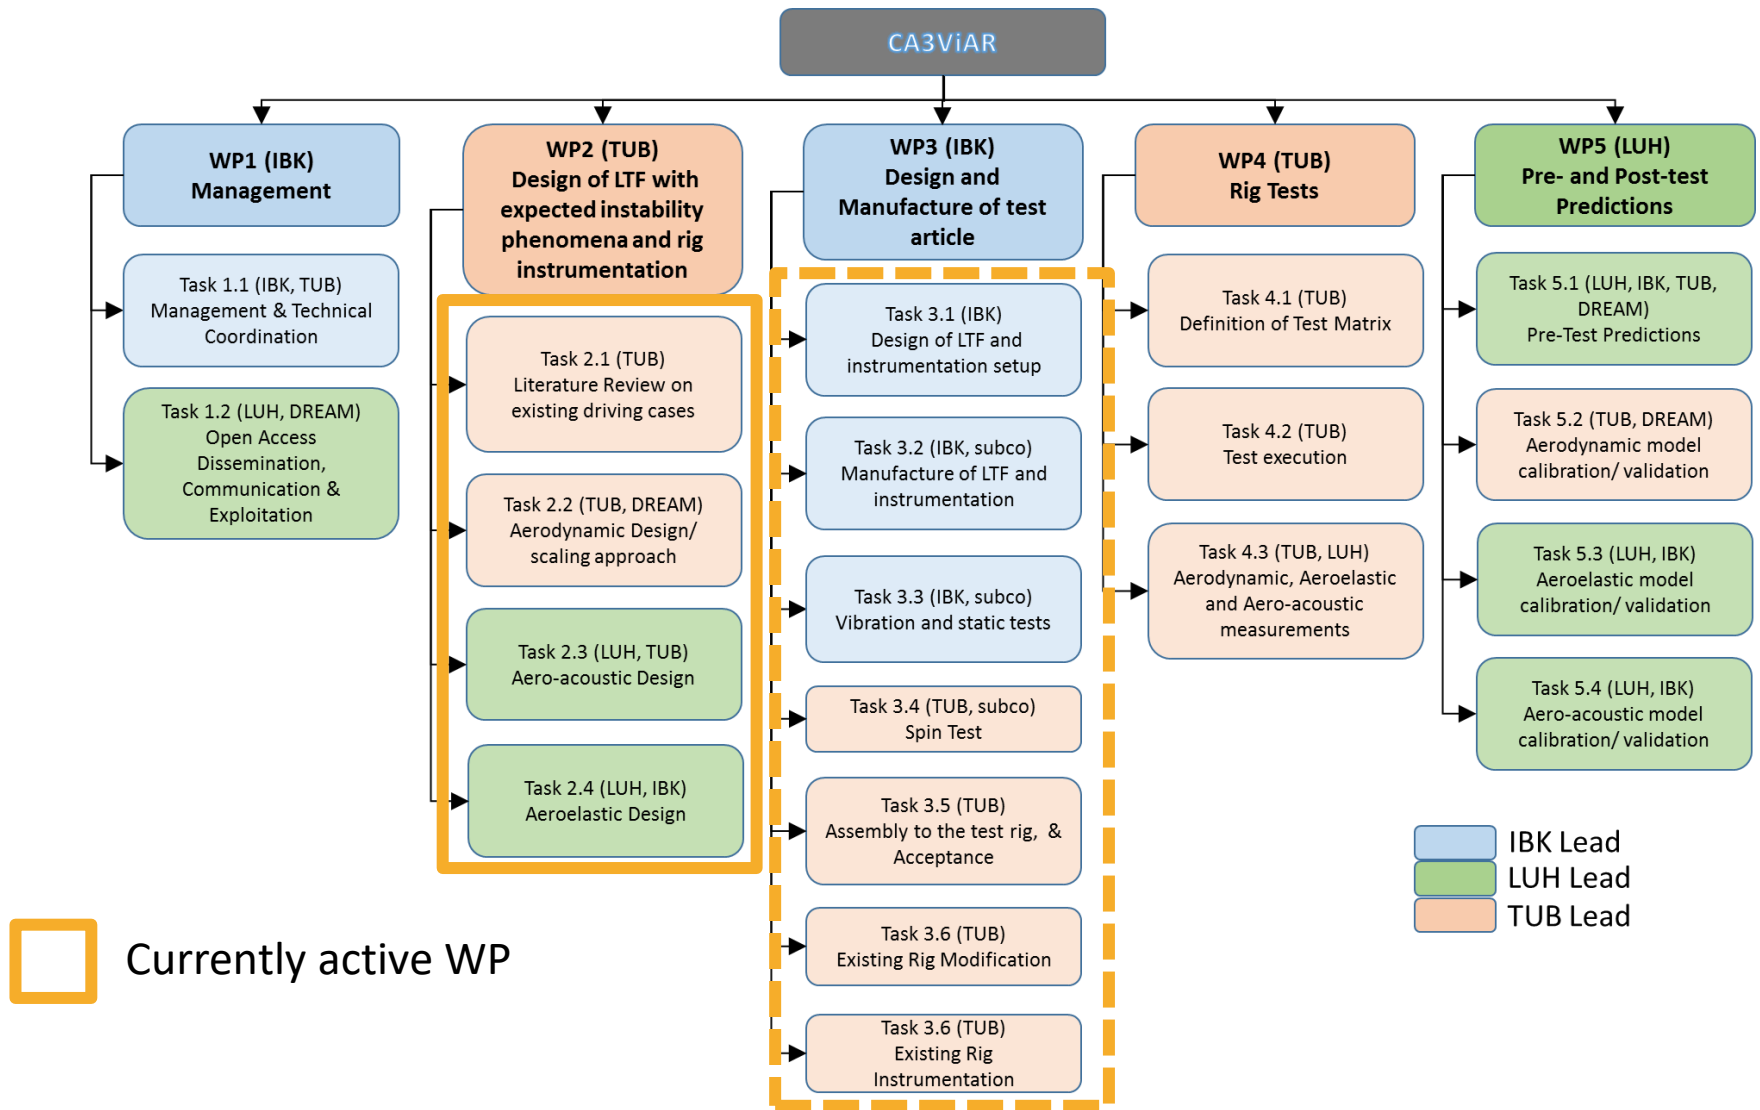 CA3ViAR
WP1 (IBK)
Management
Task 1.1 (IBK, TUB)
Management & Technical
Coordination
Task 1.2 (LUH, DREAM)
Open Access
Dissemination,
Communication &
Exploitation
WP2 (TUB)
Design of LTF with
expected instability
phenomena and rig
instrumentation
Task 2.1 (TUB)
Literature Review on
existing driving cases
Task 2.2 (TUB, DREAM)
Aerodynamic Design/
scaling approach
Task 2.3 (LUH, TUB)
Aero-acoustic Design
Task 2.4 (LUH, IBK)
Aeroelastic Design
WP3 (IBK)
Design and
Manufacture of test
article
Task 3.1 (IBK)
Design of LTF and
instrumentation setup
Task 3.2 (IBK, subco)
Manufacture of LTF and
instrumentation
Task 3.3 (IBK, subco)
Vibration and static tests
Task 3.4 (TUB, subco)
Spin Test
Task 3.5 (TUB)
Assembly to the test rig, &
Acceptance
Task 3.6 (TUB)
Existing Rig Modification
Task 3.6 (TUB)
Existing Rig
Instrumentation
WP4 (TUB)
Rig Tests
Task 4.1 (TUB)
Definition of Test Matrix
Task 4.2 (TUB)
Test execution
Task 4.3 (TUB, LUH)
Aerodynamic, Aeroelastic
and Aero-acoustic
measurements
WP5 (LUH)
Pre- and Post-test
Predictions
Task 5.1 (LUH, IBK, TUB,
DREAM)
Pre-Test Predictions
Task 5.2 (TUB, DREAM)
Aerodynamic model
calibration/ validation
Task 5.3 (LUH, IBK)
Aeroelastic model
calibration/ validation
Task 5.4 (LUH, IBK)
Aero-acoustic model
calibration/ validation
IBK Lead
LUH Lead
TUB Lead
Currently active WP